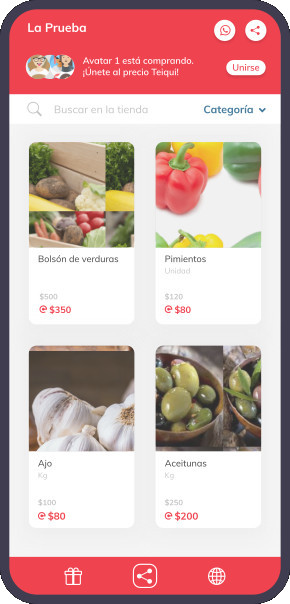 La Prueba
Avatar 1 está comprando.
¡Únete al precio Teiqui!
Unirse
Buscar en la tienda
Categoría
Bolsón de verduras
$500
$350
Pimientos
Unidad
$120
$80
Ajo
Kg
$100
$80
Aceitunas
Kg
$250
$200